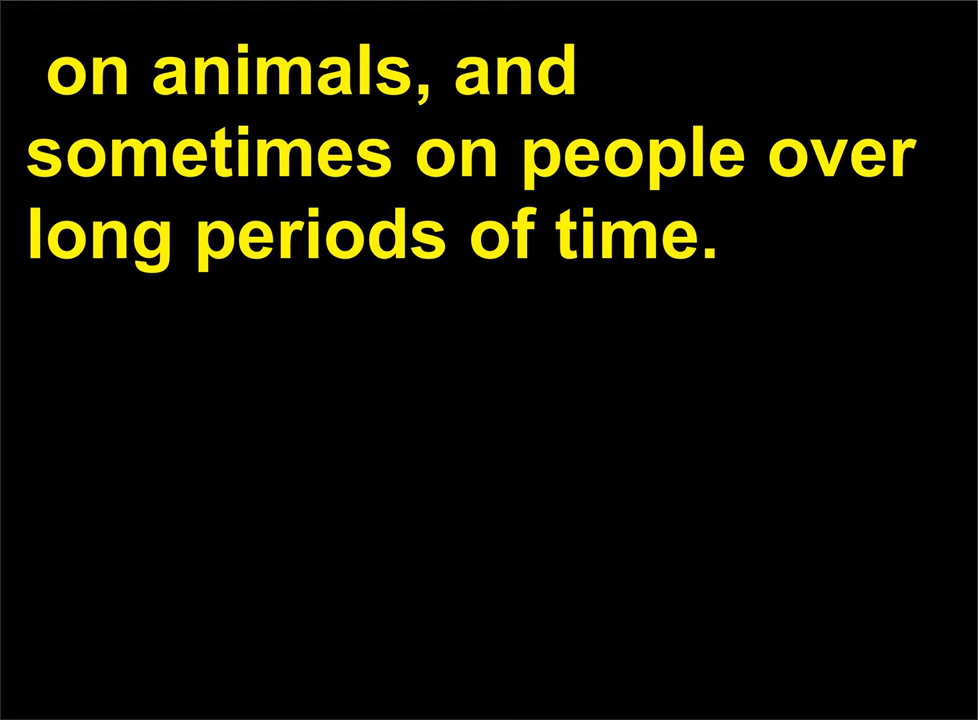 on animals, and
sometimes on people over
long periods of time.